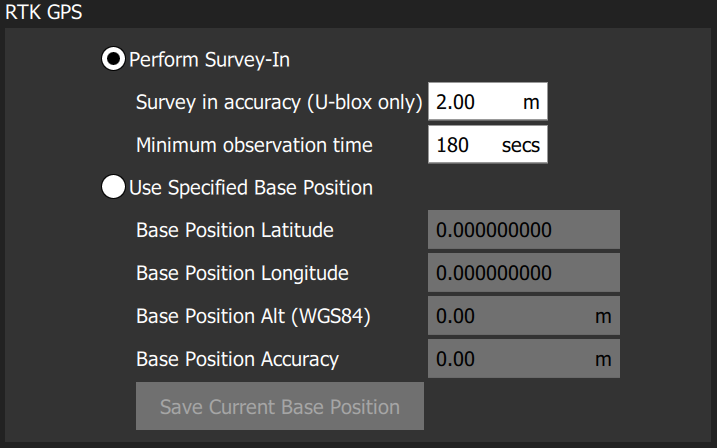 RTK GPS
Perform Survey-In
Survey in accuracy (U-blox only) 2.00 m
Minimum observation time 180 secs
Use Specified Base Position
Base Position Latitude 0.000000000
Base Position Longitude 0.000000000
Base Position Alt (WGS84) 0.00 m
Base Position Accuracy 0.00 m
Save Current Base Position